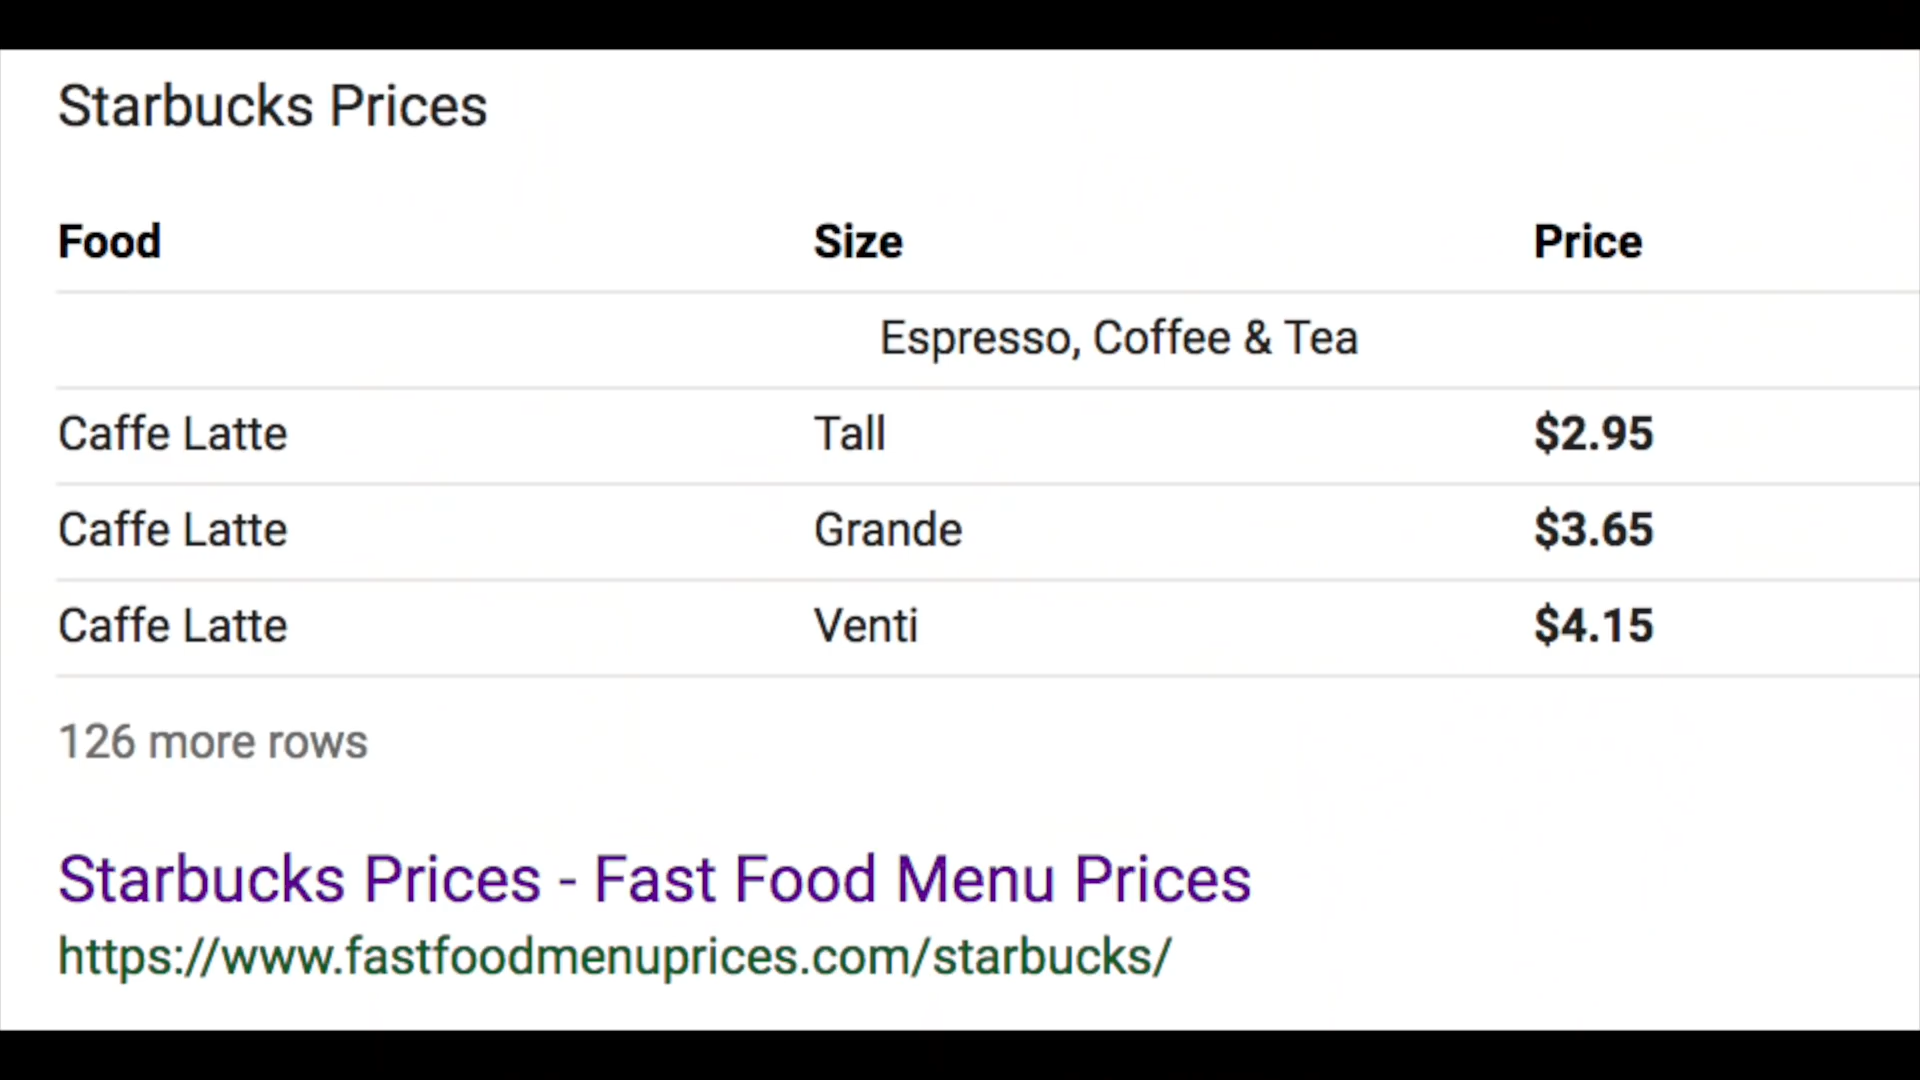 Starbucks Prices
Food Size Price
Espresso, Coffee & Tea
Caffe Latte Tall $2.95
Caffe Latte Grande $3.65
Caffe Latte Venti $4.15
126 more rows
Starbucks Prices - Fast Food Menu Prices
https://www.fastfoodmenuprices.com/starbucks/